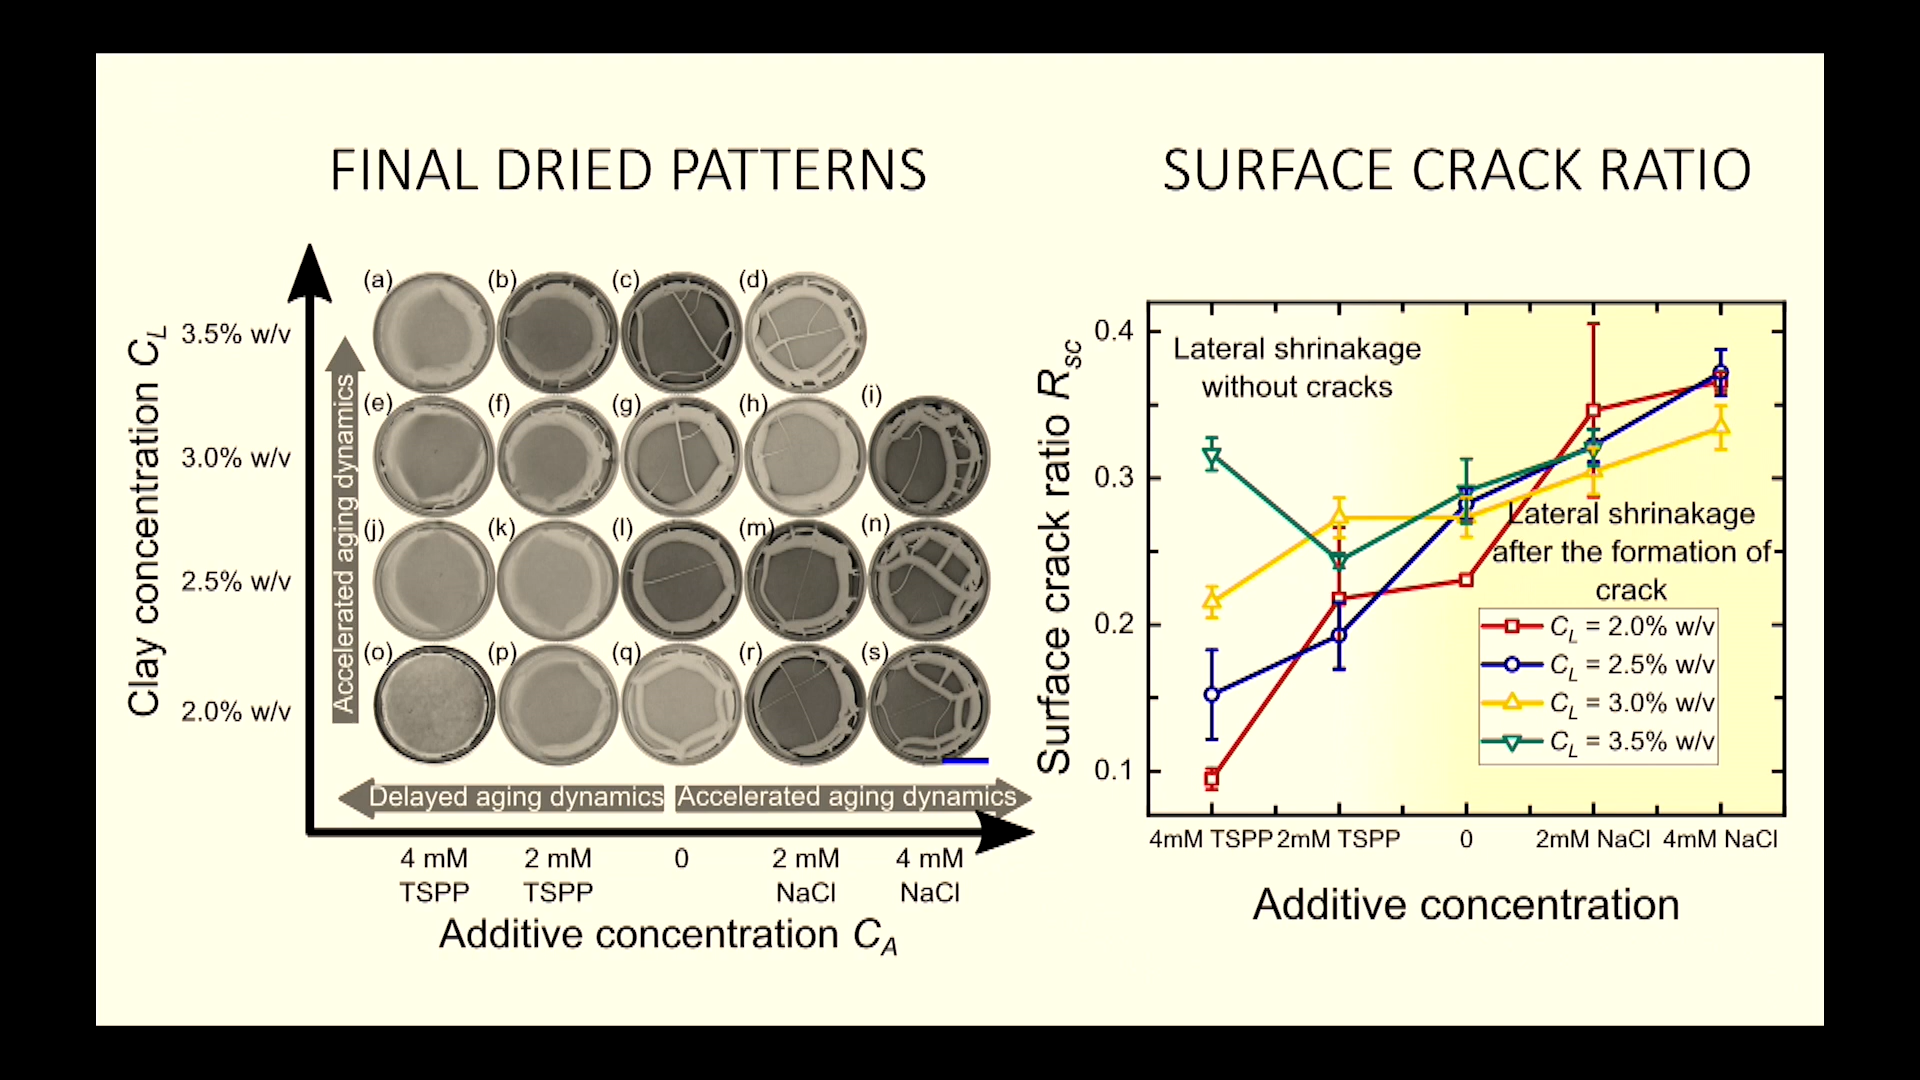 FINAL DRIED PATTERNS
Clay concentration C_L
3.5% w/v
3.0% w/v
2.5% w/v
2.0% w/v
Accelerated aging dynamics
(a) (b) (c) (d)
(e) (f) (g) (h) (i)
(j) (k) (l) (m) (n)
(o) (p) (q) (r) (s)
Delayed aging dynamics Accelerated aging dynamics
4 mM 2 mM 0 2 mM 4 mM
TSPP TSPP NaCl NaCl
Additive concentration C_A
SURFACE CRACK RATIO
Surface crack ratio R_sc
0.4
0.3
0.2
0.1
Lateral shrinakage
without cracks
Lateral shrinakage
after the formation of
crack
C_L = 2.0% w/v
C_L = 2.5% w/v
C_L = 3.0% w/v
C_L = 3.5% w/v
4mM TSPP 2mM TSPP 0 2mM NaCl 4mM NaCl
Additive concentration